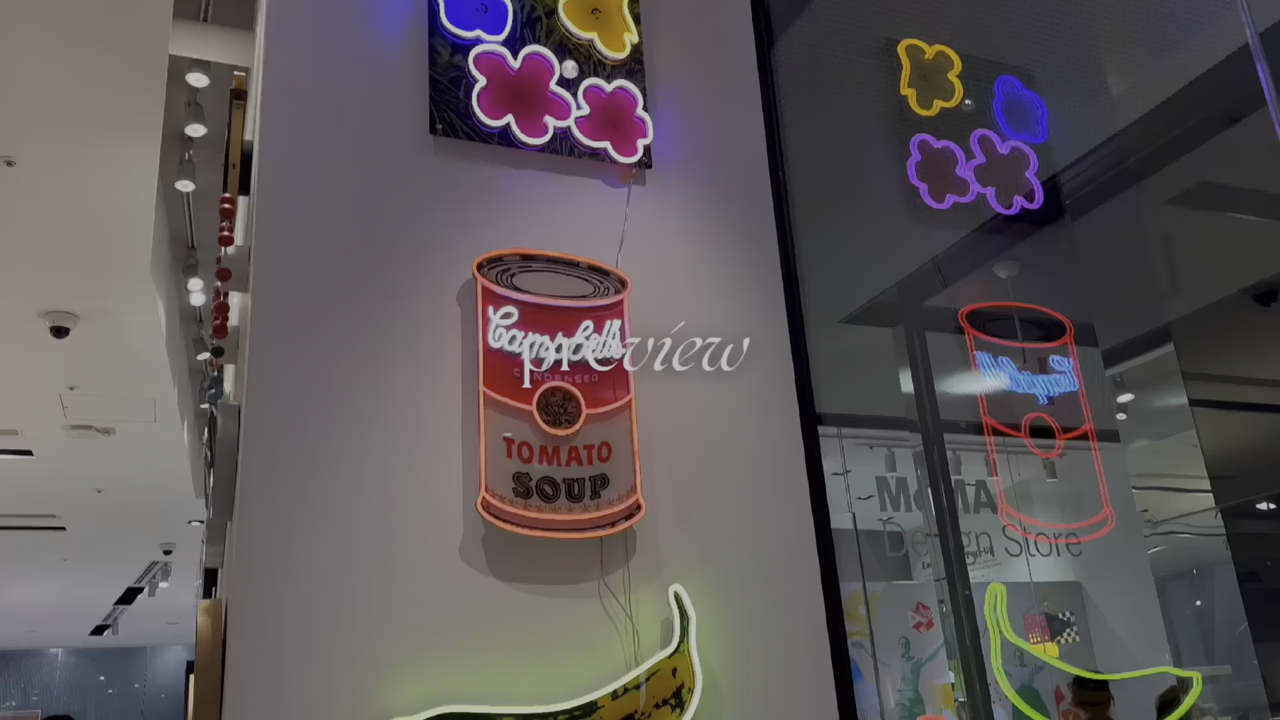 Campbell's
preview
CONDENSED
TOMATO
SOUP
MoMA
Design Store